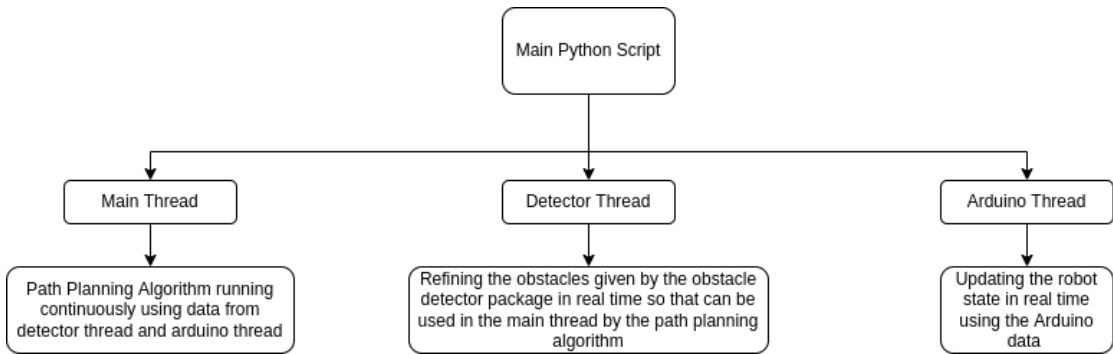 Main Python Script
Main Thread
Detector Thread
Arduino Thread
Path Planning Algorithm running
continuously using data from
detector thread and arduino thread
Refining the obstacles given by the obstacle
detector package in real time so that can be
used in the main thread by the path planning
algorithm
Updating the robot
state in real time
using the Arduino
data